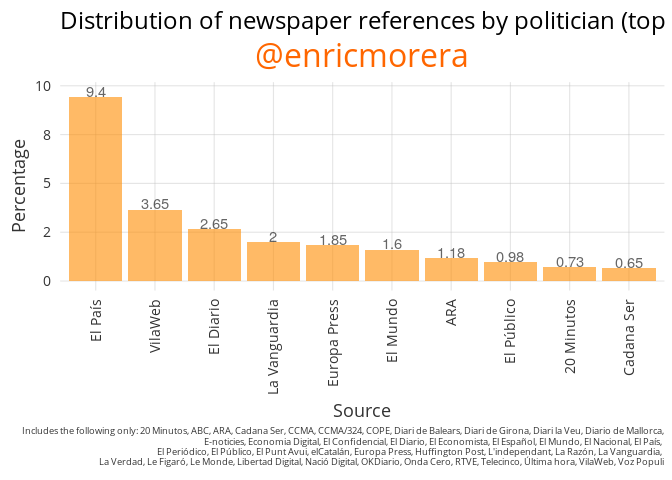 Distribution of newspaper references by politician (top
@enricmorera
Percentage
10
8
5
2
0
9.4
3.65
2.65
2
1.85
1.6
1.18
0.98
0.73
0.65
El País
VilaWeb
El Diario
La Vanguardia
Europa Press
El Mundo
ARA
El Público
20 Minutos
Cadana Ser
Source
Includes the following only: 20 Minutos, ABC, ARA, Cadana Ser, CCMA, CCMA/324, COPE, Diari de Balears, Diari de Girona, Diari la Veu, Diario de Mallorca,
E-noticies, Economia Digital, El Confidencial, El Diario, El Economista, El Español, El Mundo, El Nacional, El País,
El Periódico, El Público, El Punt Avui, elCatalán, Europa Press, Huffington Post, L'independant, La Razón, La Vanguardia,
La Verdad, Le Figaró, Le Monde, Libertad Digital, Nació Digital, OKDiario, Onda Cero, RTVE, Telecinco, Última hora, VilaWeb, Voz Populi